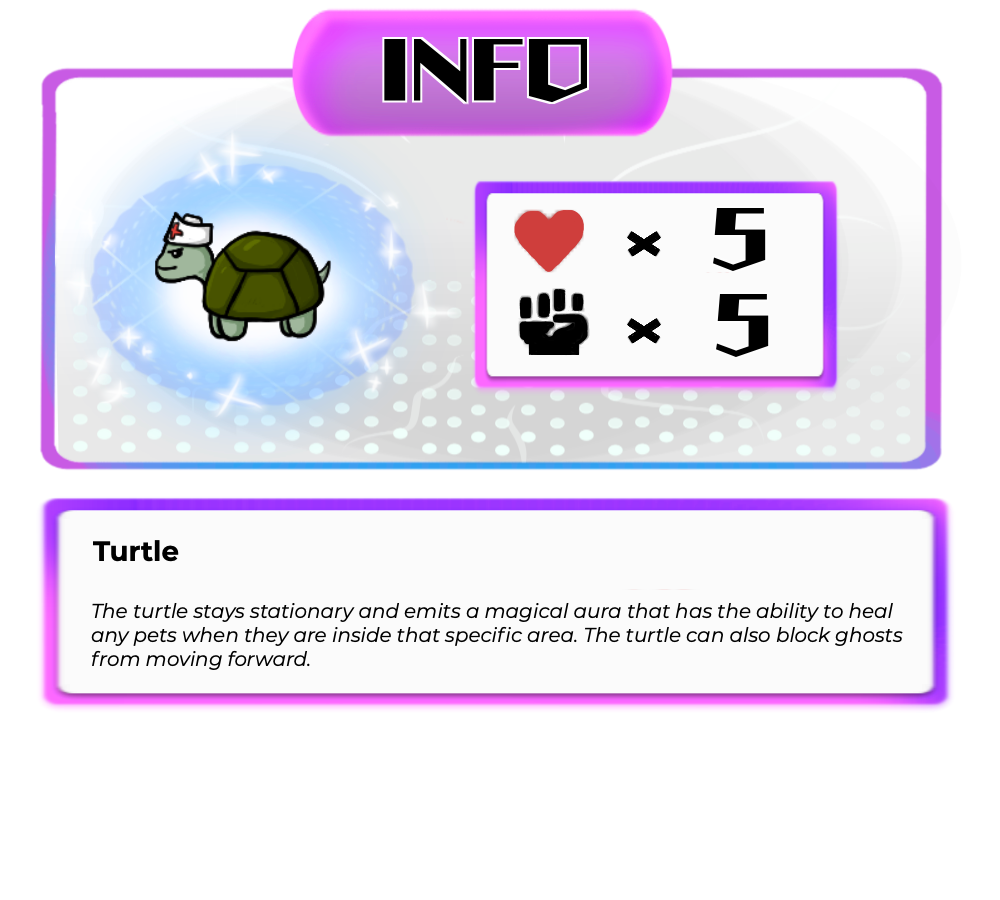 INFO
× 5
× 5
Turtle
The turtle stays stationary and emits a magical aura that has the ability to heal
any pets when they are inside that specific area. The turtle can also block ghosts
from moving forward.